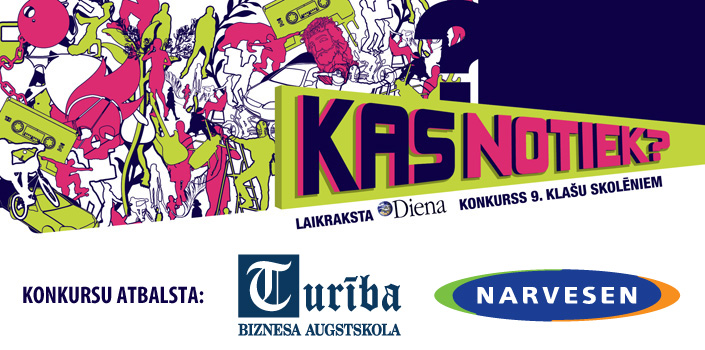 ?
KAS NOTIEK?
LAIKRAKSTA Diena KONKURSS 9. KLAŠU SKOLĒNIEM
KONKURSU ATBALSTA:
Turība
BIZNESA AUGSTSKOLA
NARVESEN